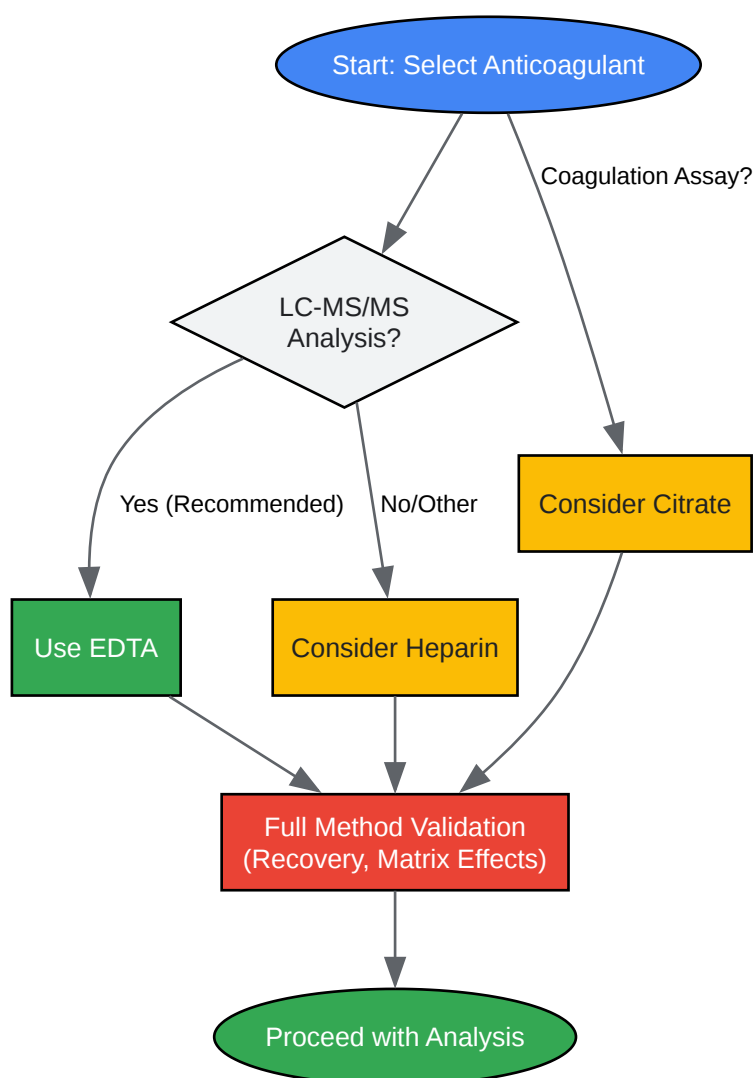 Start: Select Anticoagulant
Coagulation Assay?
LC-MS/MS
Analysis?
Yes (Recommended)
No/Other
Consider Citrate
Use EDTA
Consider Heparin
Full Method Validation
(Recovery, Matrix Effects)
Proceed with Analysis